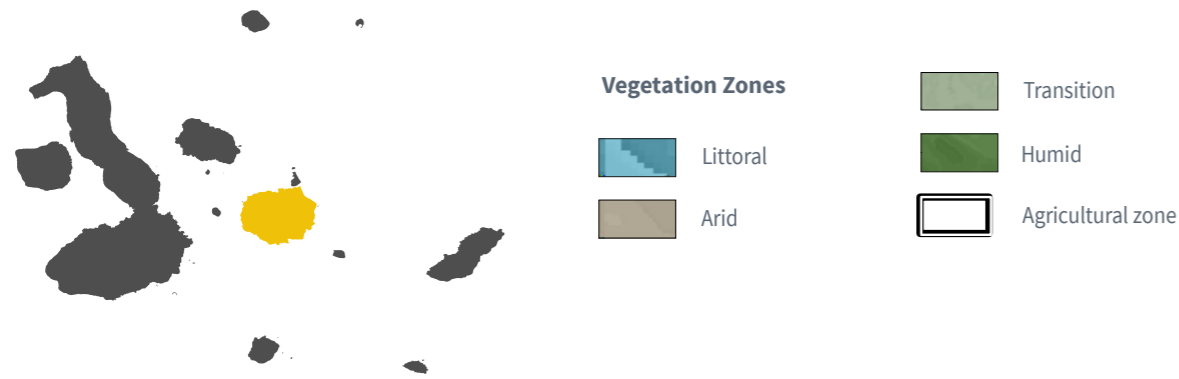 Vegetation Zones
Littoral
Arid
Transition
Humid
Agricultural zone